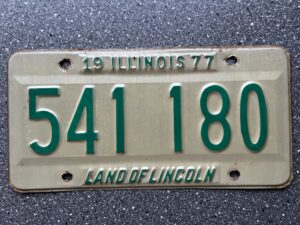 19 ILLINOIS 77
541 180
LAND OF LINCOLN